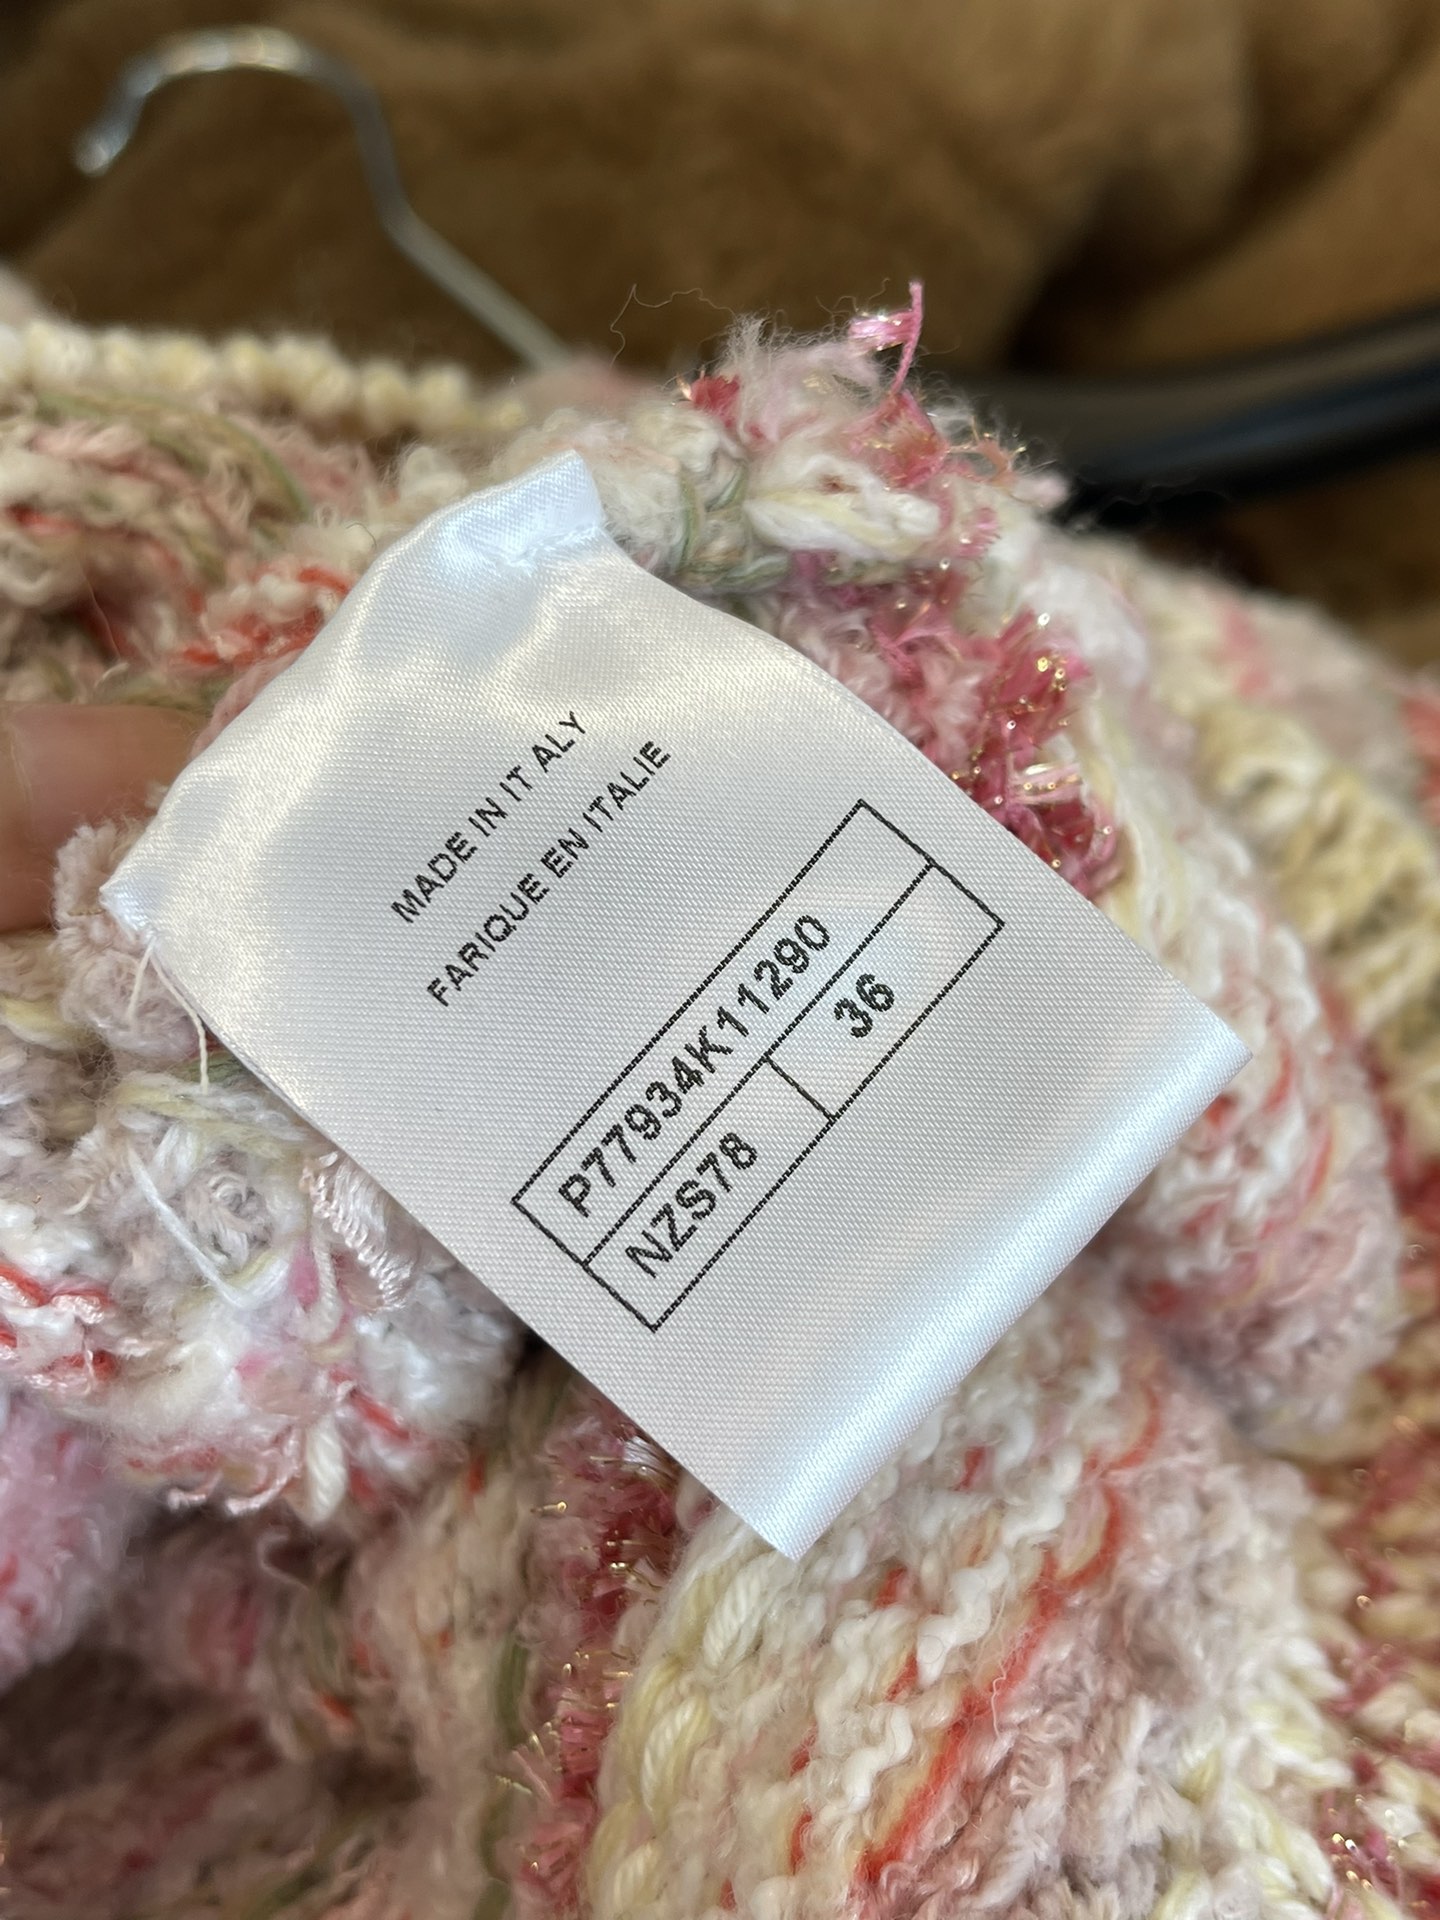 MADE IN IT ALY
FARIQUE EN ITALIE
P77934K11290
NZS78 36